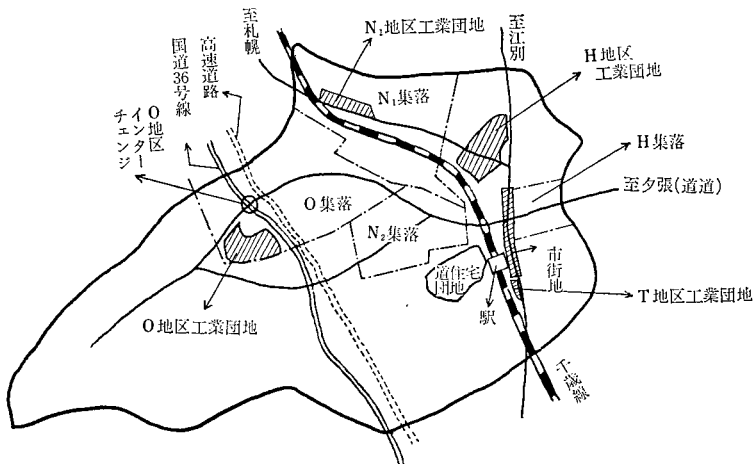 至札幌
N₁地区工業団地
至江別
H地区
工業団地
高速道路
国道36号線
O地区
インター
チェンジ
N₁集落
H集落
至夕張(道道)
O集落
N₂集落
道住宅
団地
市街地
駅
T地区工業団地
O地区工業団地
千歳線